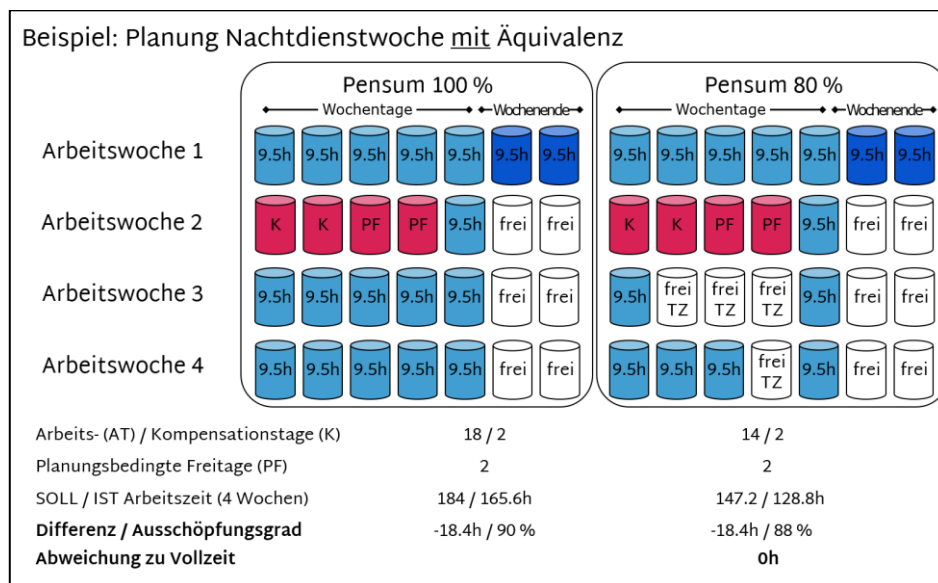 Beispiel: Planung Nachtdienstwoche mit Äquivalenz
Pensum 100 % Pensum 80 %
Wochentage Wochenende Wochentage Wochenende
Arbeitswoche 1 9.5h 9.5h 9.5h 9.5h 9.5h 9.5h 9.5h 9.5h 9.5h 9.5h 9.5h 9.5h 9.5h 9.5h
Arbeitswoche 2 K K PF PF 9.5h frei frei K K PF PF 9.5h frei frei
Arbeitswoche 3 9.5h 9.5h 9.5h 9.5h 9.5h frei frei 9.5h frei TZ frei TZ frei TZ 9.5h frei frei
Arbeitswoche 4 9.5h 9.5h 9.5h 9.5h 9.5h frei frei 9.5h 9.5h 9.5h frei TZ 9.5h frei frei
Arbeits- (AT) / Kompensationstage (K) 18 / 2 14 / 2
Planungsbedingte Freitage (PF) 2 2
SOLL / IST Arbeitszeit (4 Wochen) 184 / 165.6h 147.2 / 128.8h
Differenz / Ausschöpfungsgrad -18.4h / 90 % -18.4h / 88 %
Abweichung zu Vollzeit 0h